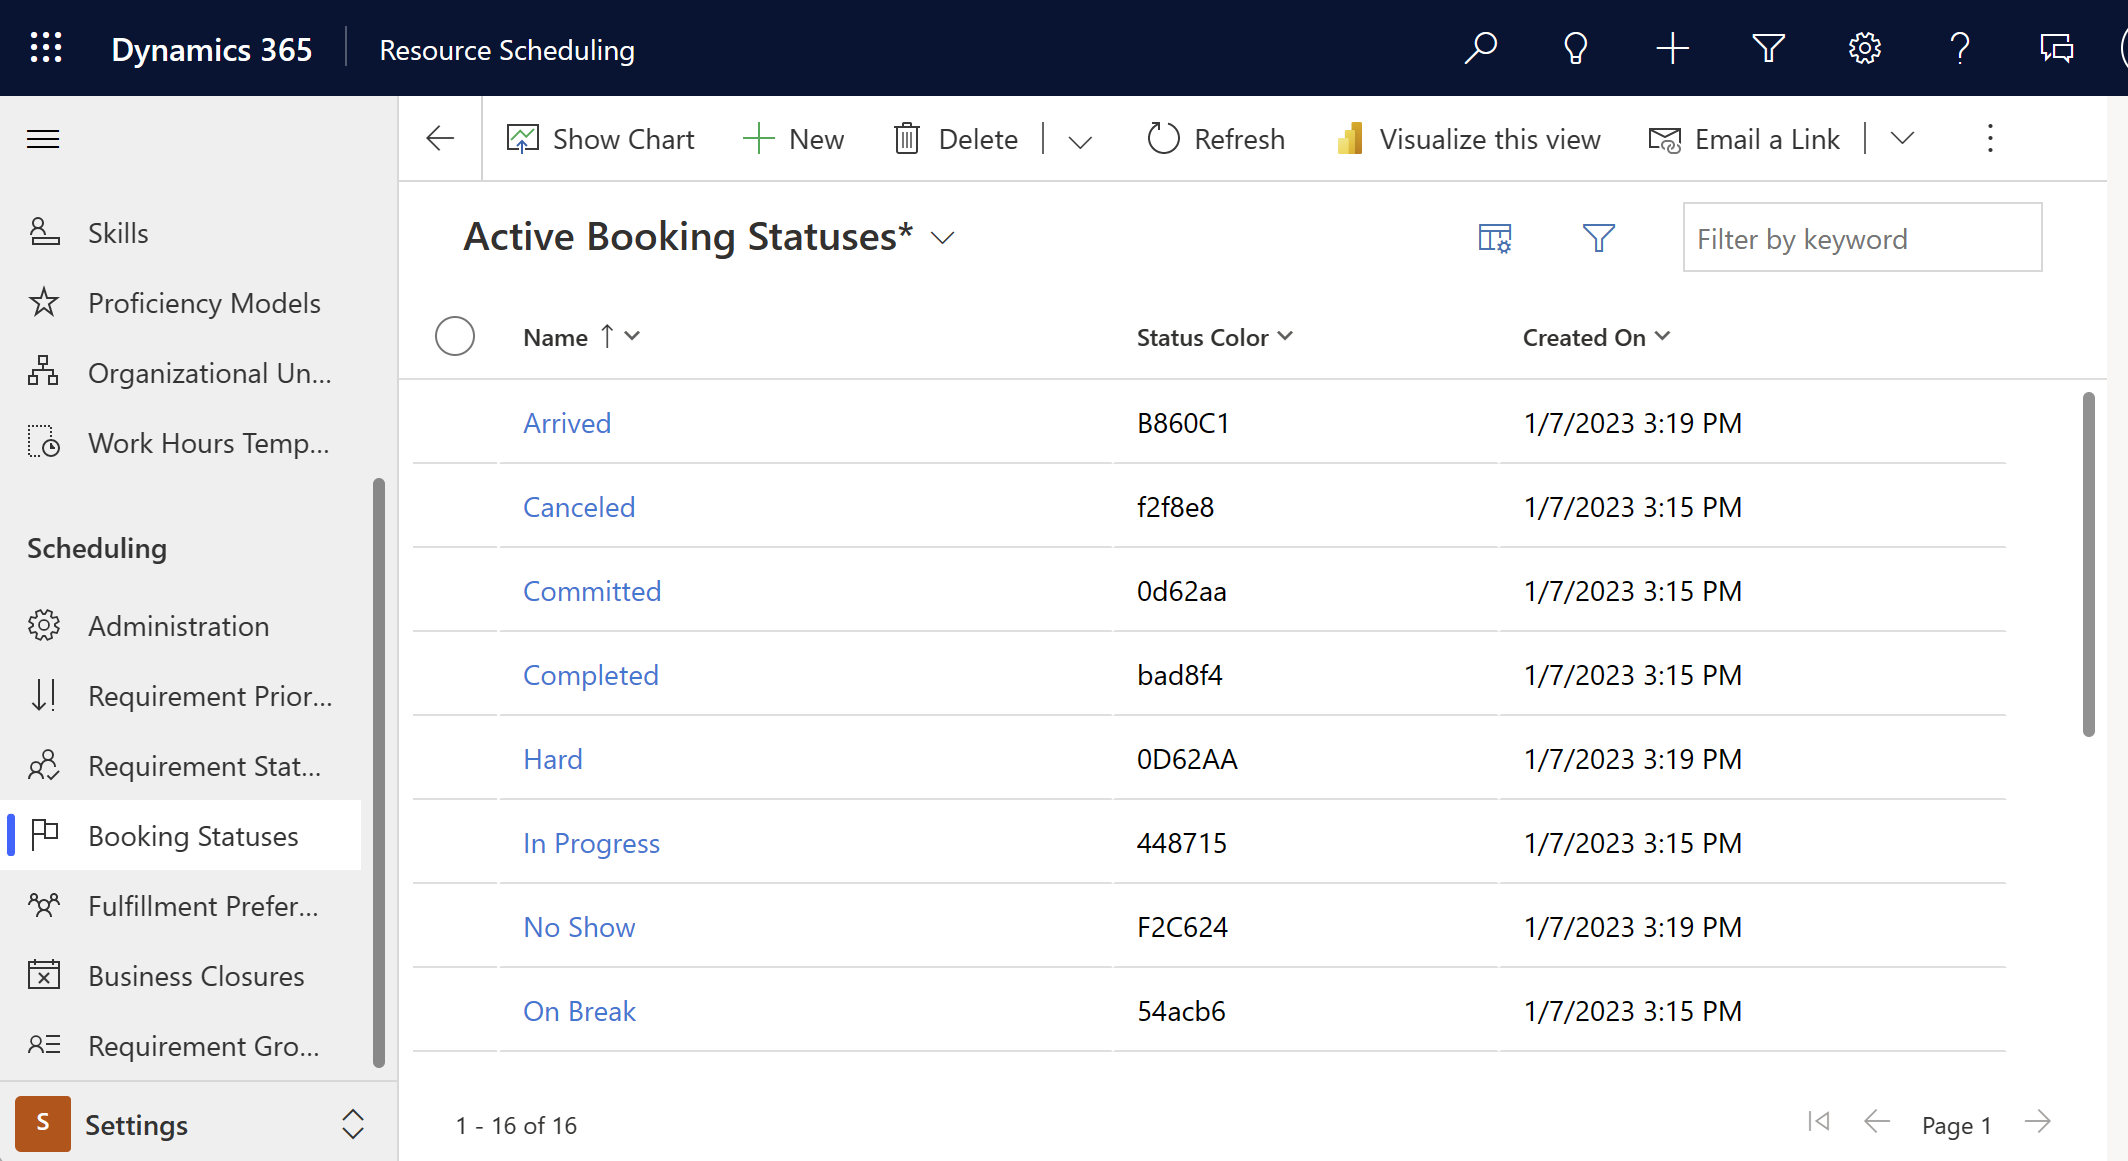 Dynamics 365 Resource Scheduling
Show Chart New Delete Refresh Visualize this view Email a Link
Skills
Proficiency Models
Organizational Un...
Work Hours Temp...
Scheduling
Administration
Requirement Prior...
Requirement Stat...
Booking Statuses
Fulfillment Prefer...
Business Closures
Requirement Gro...
S Settings
Active Booking Statuses*
Filter by keyword
Name Status Color Created On
Arrived B860C1 1/7/2023 3:19 PM
Canceled f2f8e8 1/7/2023 3:15 PM
Committed 0d62aa 1/7/2023 3:15 PM
Completed bad8f4 1/7/2023 3:15 PM
Hard 0D62AA 1/7/2023 3:19 PM
In Progress 448715 1/7/2023 3:15 PM
No Show F2C624 1/7/2023 3:19 PM
On Break 54acb6 1/7/2023 3:15 PM
1 - 16 of 16 Page 1